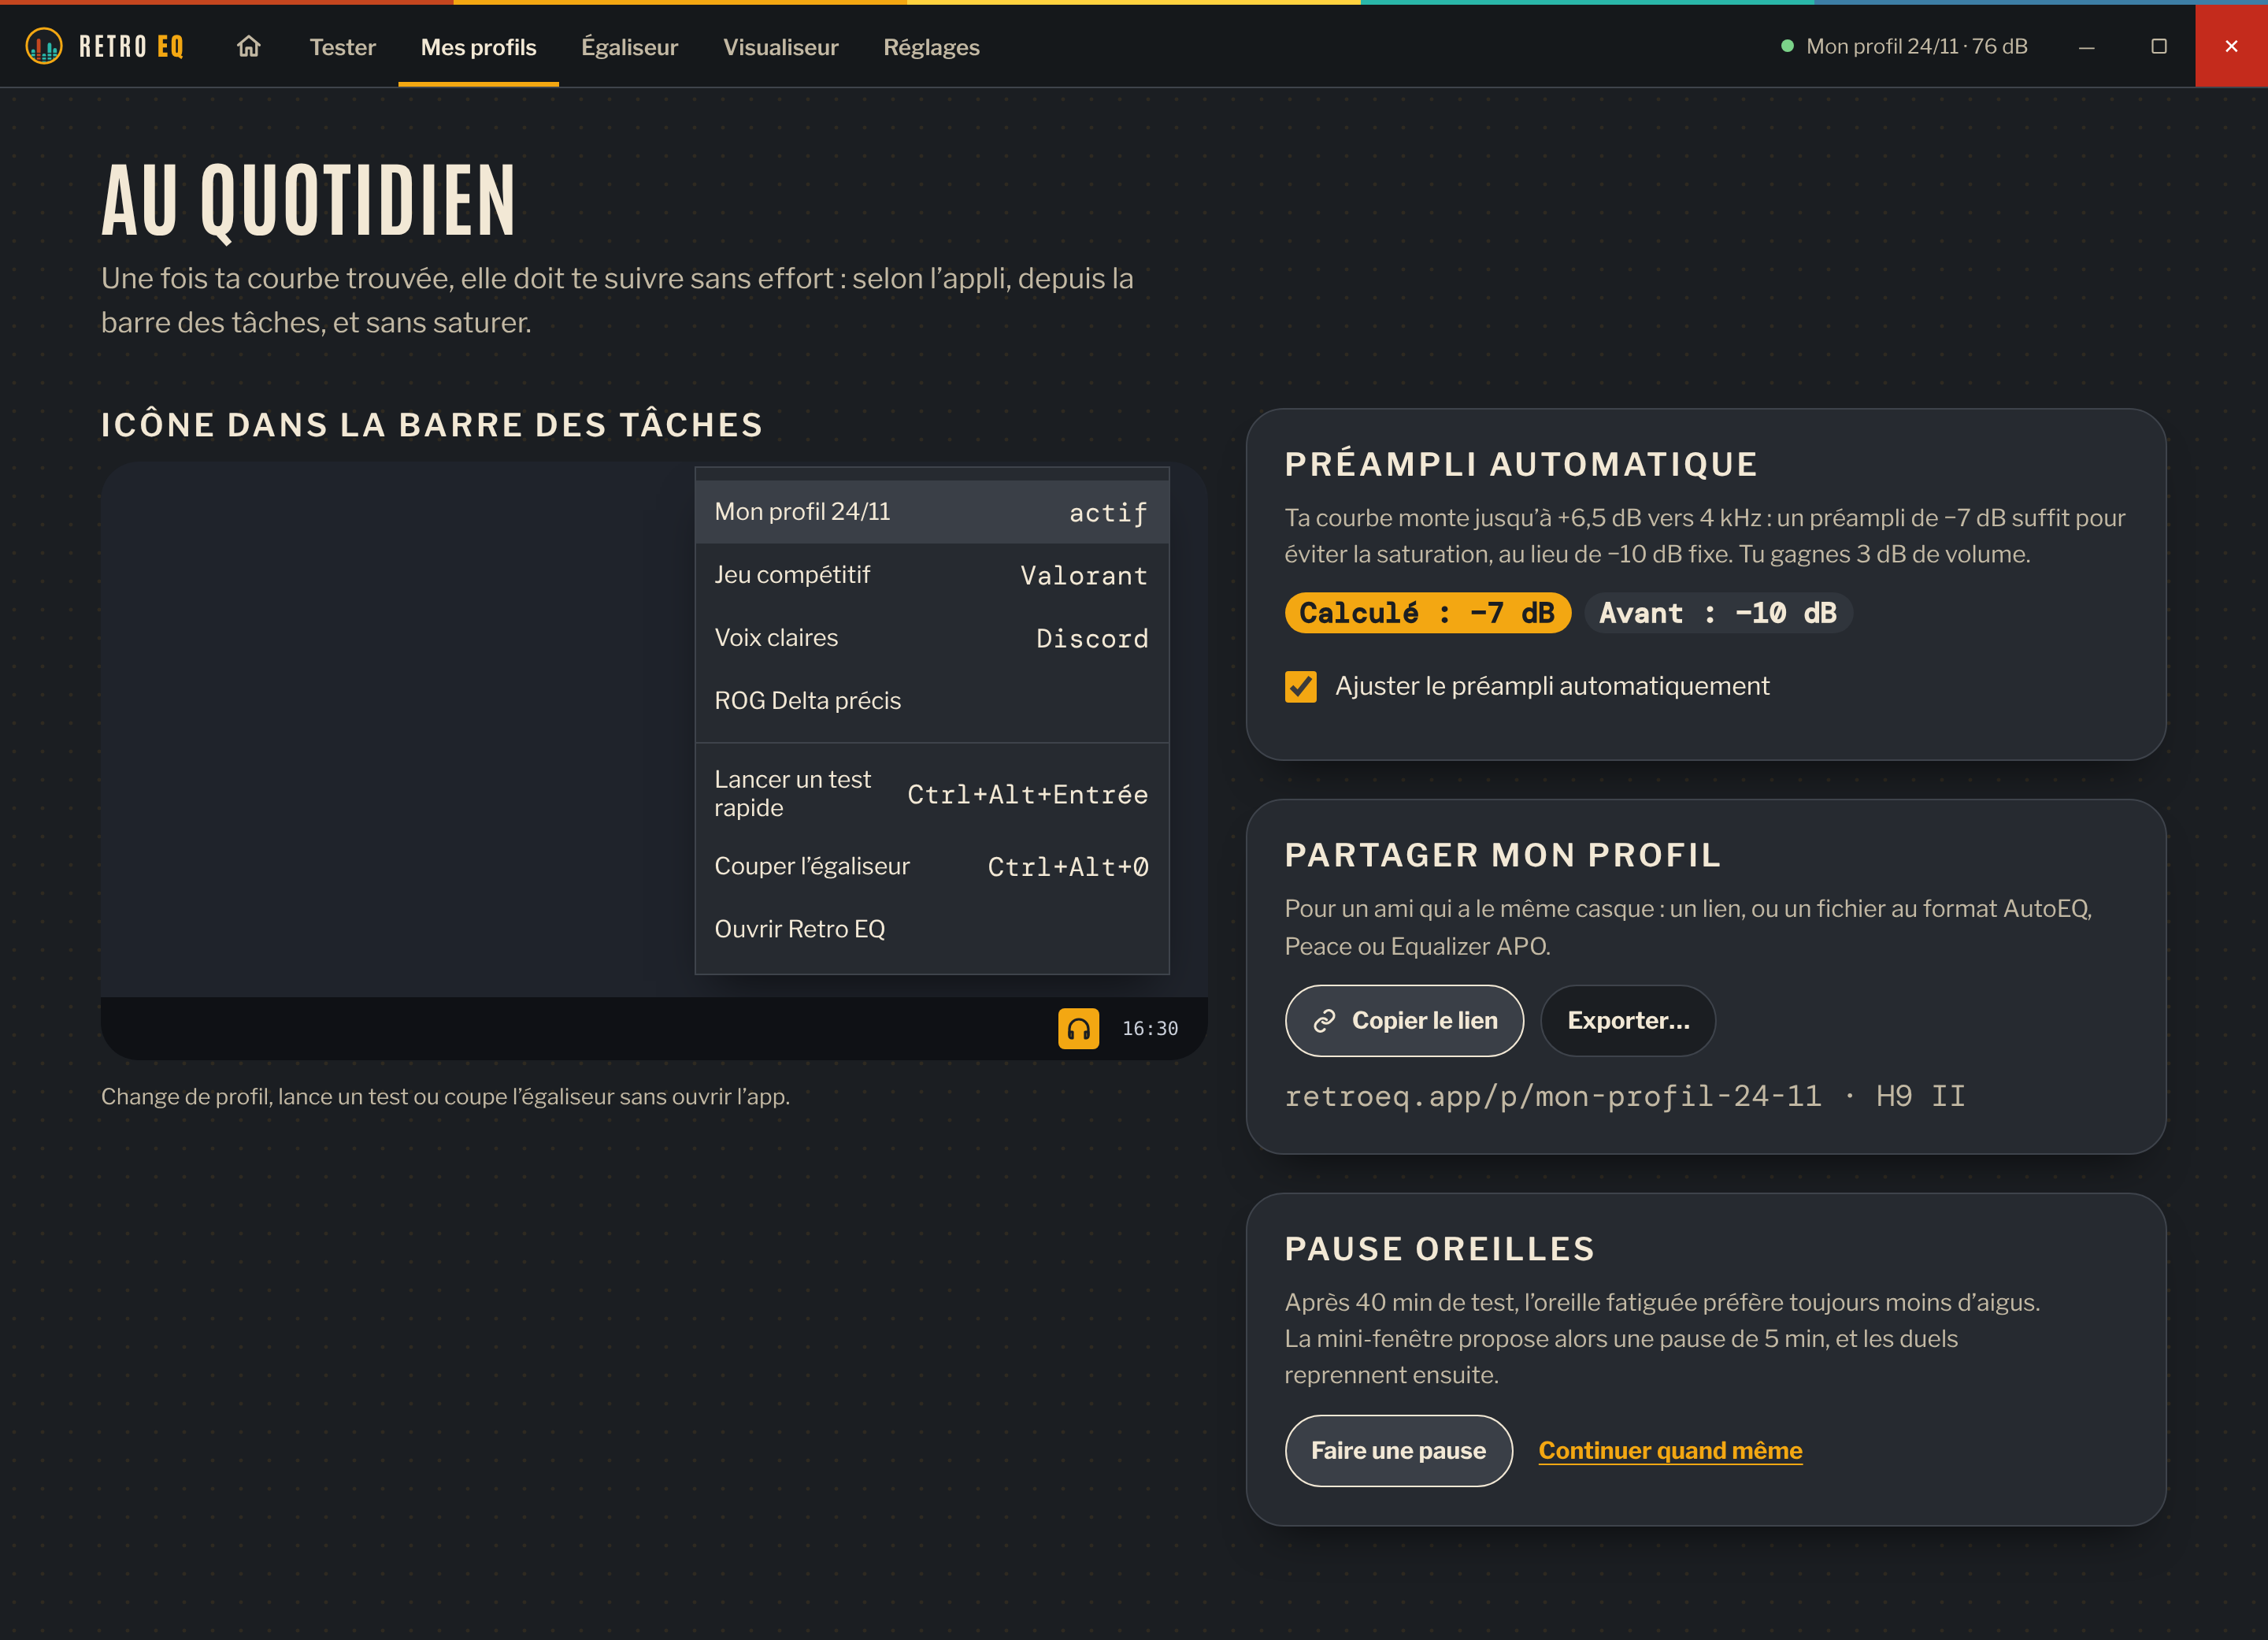 RETRO EQ
Tester
Mes profils
Égaliseur
Visualiseur
Réglages
Mon profil 24/11 · 76 dB
AU QUOTIDIEN
Une fois ta courbe trouvée, elle doit te suivre sans effort : selon l’appli, depuis la
barre des tâches, et sans saturer.
ICÔNE DANS LA BARRE DES TÂCHES
Mon profil 24/11 actif
Jeu compétitif Valorant
Voix claires Discord
ROG Delta précis
Lancer un test
rapide
Ctrl+Alt+Entrée
Couper l’égaliseur Ctrl+Alt+0
Ouvrir Retro EQ
16:30
Change de profil, lance un test ou coupe l’égaliseur sans ouvrir l’app.
PRÉAMPLI AUTOMATIQUE
Ta courbe monte jusqu’à +6,5 dB vers 4 kHz : un préampli de −7 dB suffit pour
éviter la saturation, au lieu de −10 dB fixe. Tu gagnes 3 dB de volume.
Calculé : −7 dB
Avant : −10 dB
Ajuster le préampli automatiquement
PARTAGER MON PROFIL
Pour un ami qui a le même casque : un lien, ou un fichier au format AutoEQ,
Peace ou Equalizer APO.
Copier le lien
Exporter…
retroeq.app/p/mon-profil-24-11 · H9 II
PAUSE OREILLES
Après 40 min de test, l’oreille fatiguée préfère toujours moins d’aigus.
La mini-fenêtre propose alors une pause de 5 min, et les duels
reprennent ensuite.
Faire une pause
Continuer quand même